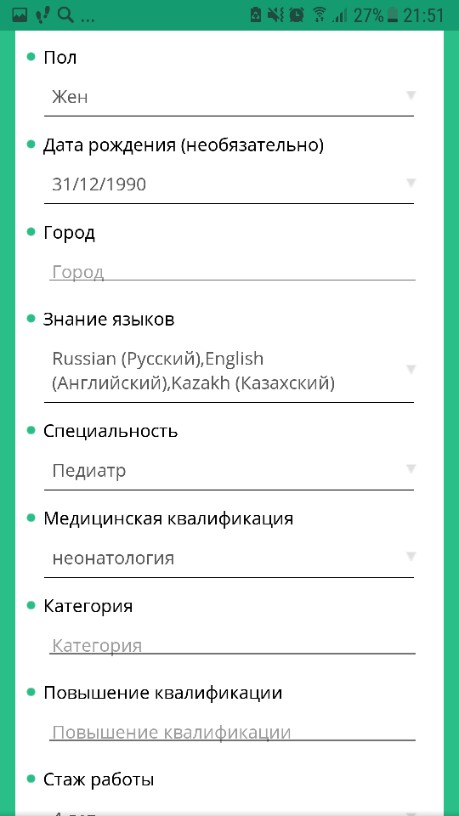 ... 27% 21:51
Пол
Жен
Дата рождения (необязательно)
31/12/1990
Город
Город
Знание языков
Russian (Русский),English
(Английский),Kazakh (Казахский)
Специальность
Педиатр
Медицинская квалификация
неонатология
Категория
Категория
Повышение квалификации
Повышение квалификации
Стаж работы